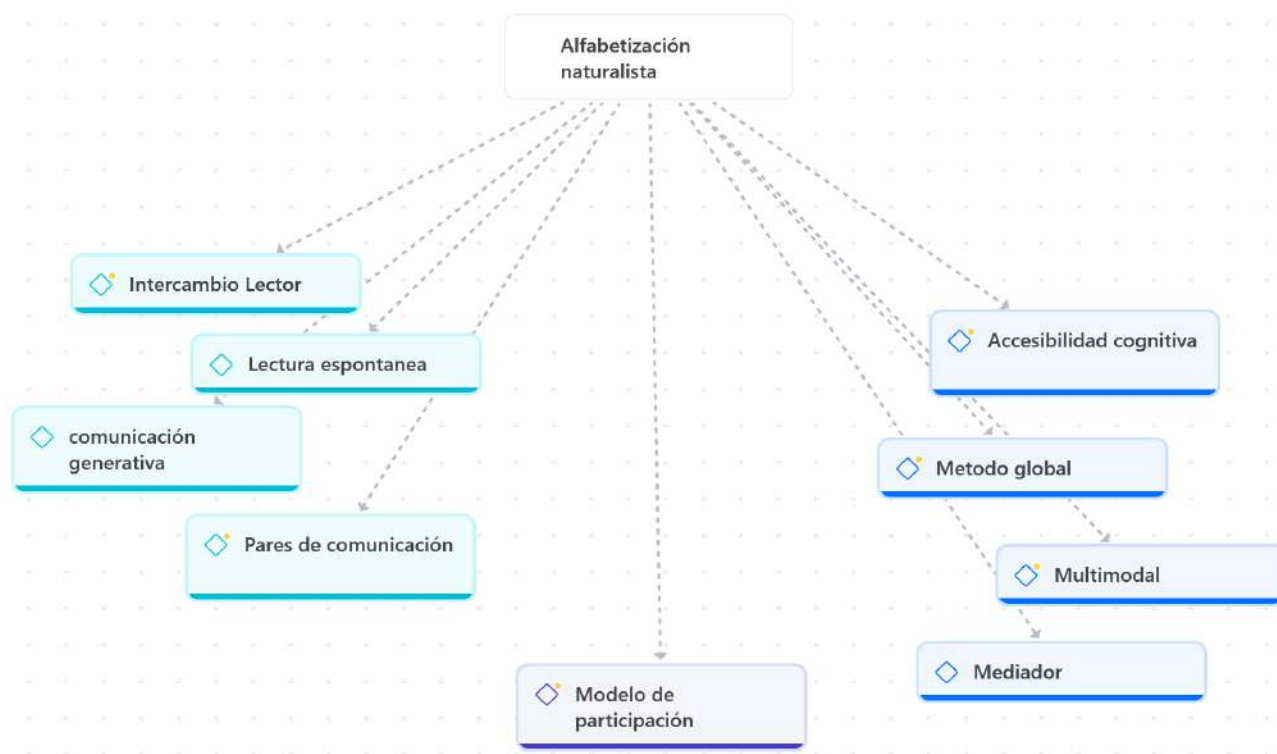 Alfabetización
naturalista
Intercambio Lector
Lectura espontanea
comunicación
generativa
Pares de comunicación
Accesibilidad cognitiva
Metodo global
Multimodal
Mediador
Modelo de
participación